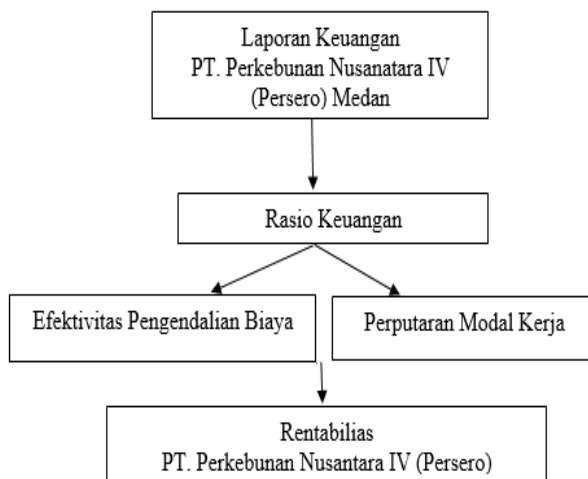 Laporan Keuangan
PT. Perkebunan Nusanatara IV
(Persero) Medan
Rasio Keuangan
Efektivitas Pengendalian Biaya
Perputaran Modal Kerja
Rentabilias
PT. Perkebunan Nusantara IV (Persero)